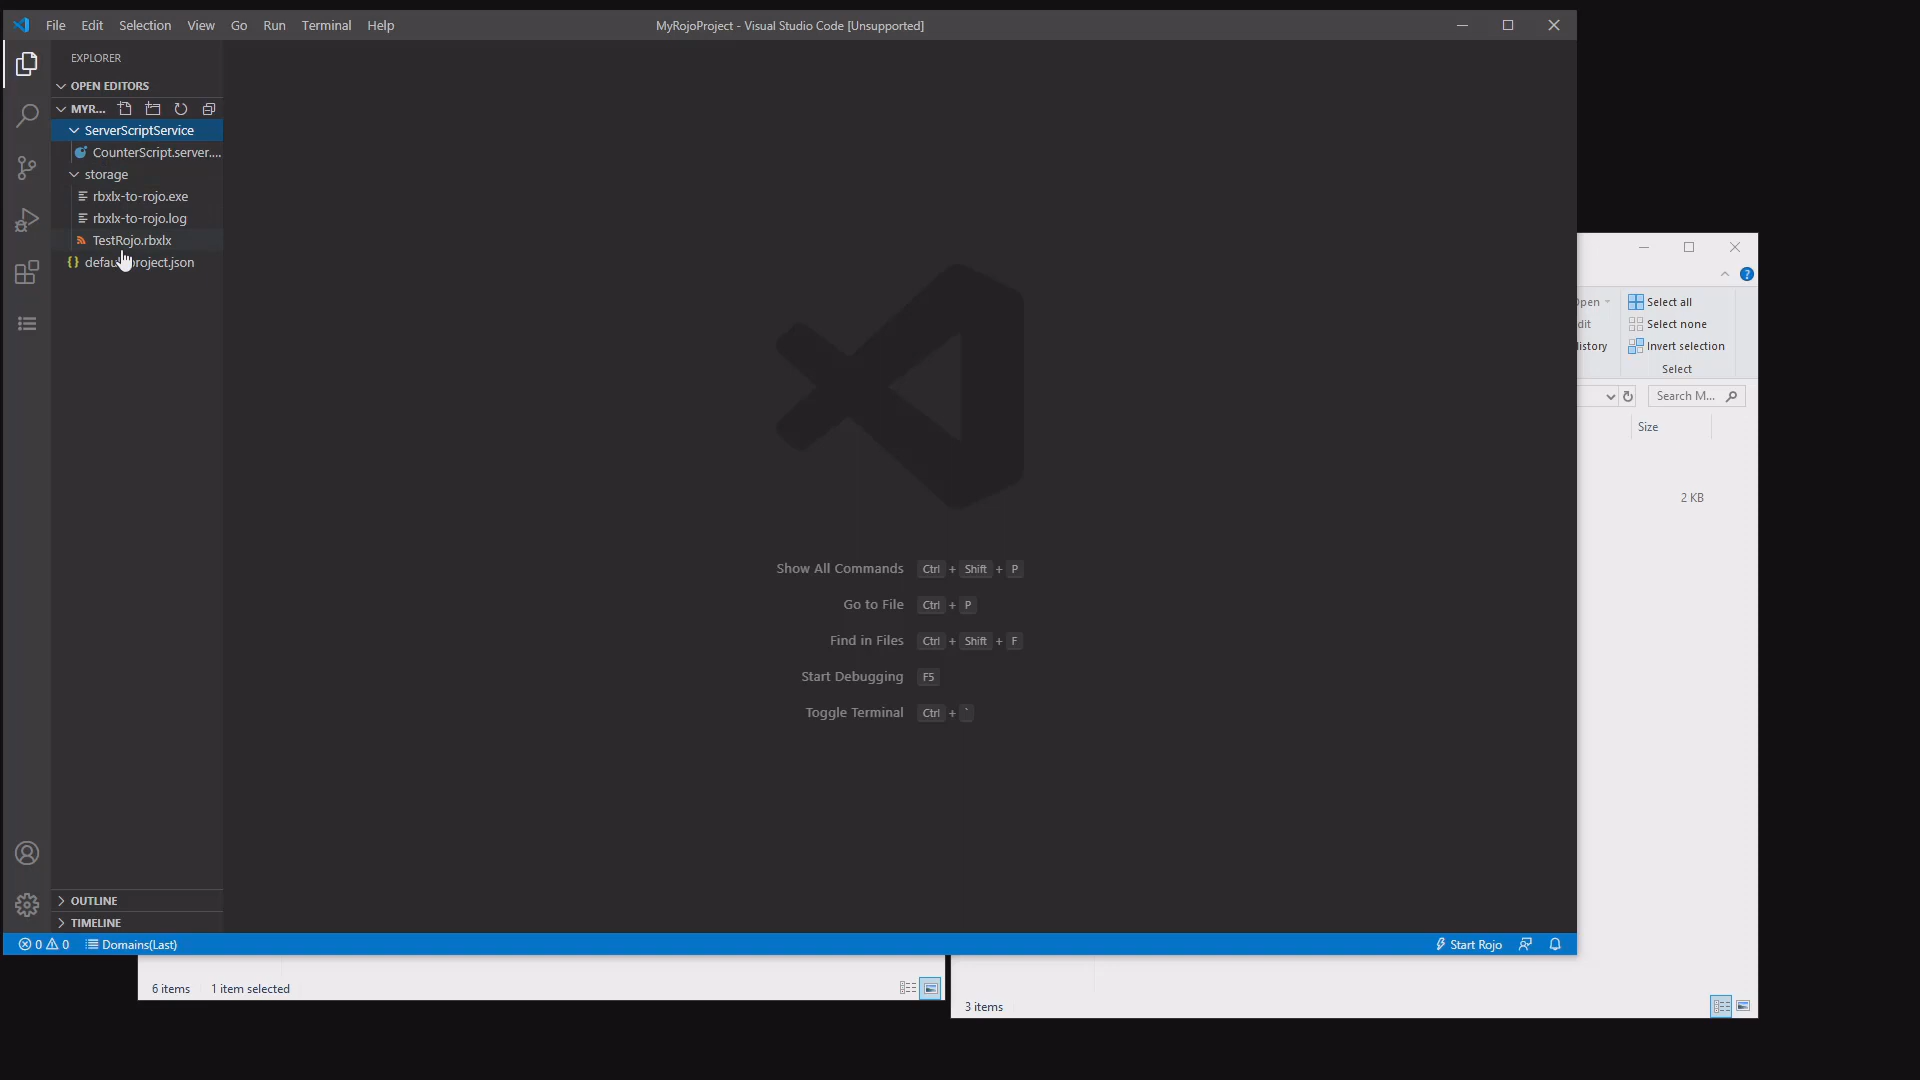 File Edit Selection View Go Run Terminal Help
MyRojoProject - Visual Studio Code [Unsupported]
EXPLORER
OPEN EDITORS
MYR...
ServerScriptService
CounterScript.server....
storage
rbxlx-to-rojo.exe
rbxlx-to-rojo.log
TestRojo.rbxlx
{}
Show All Commands Ctrl + Shift + P
Go to File Ctrl + P
Find in Files Ctrl + Shift + F
Start Debugging F5
Toggle Terminal Ctrl + `
OUTLINE
TIMELINE
0 0 Domains(Last)
Start Rojo
Select all
Select none
Invert selection
Select
Search M...
Size
2 KB
6 items 1 item selected
3 items